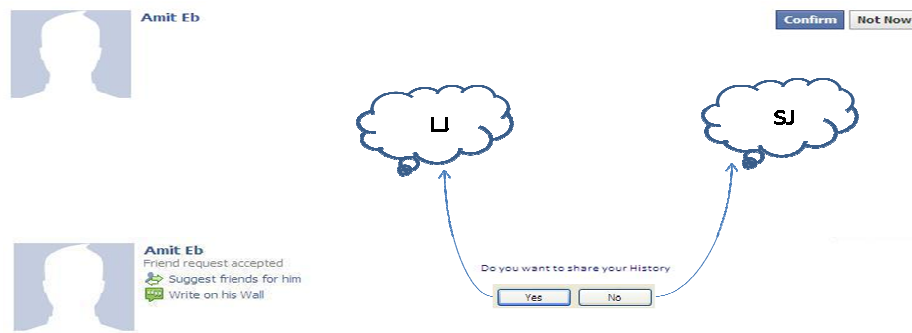 Amit Eb
Confirm
Not Now
LJ
SJ
Amit Eb
Friend request accepted
Suggest friends for him
Write on his Wall
Do you want to share your History
Yes
No